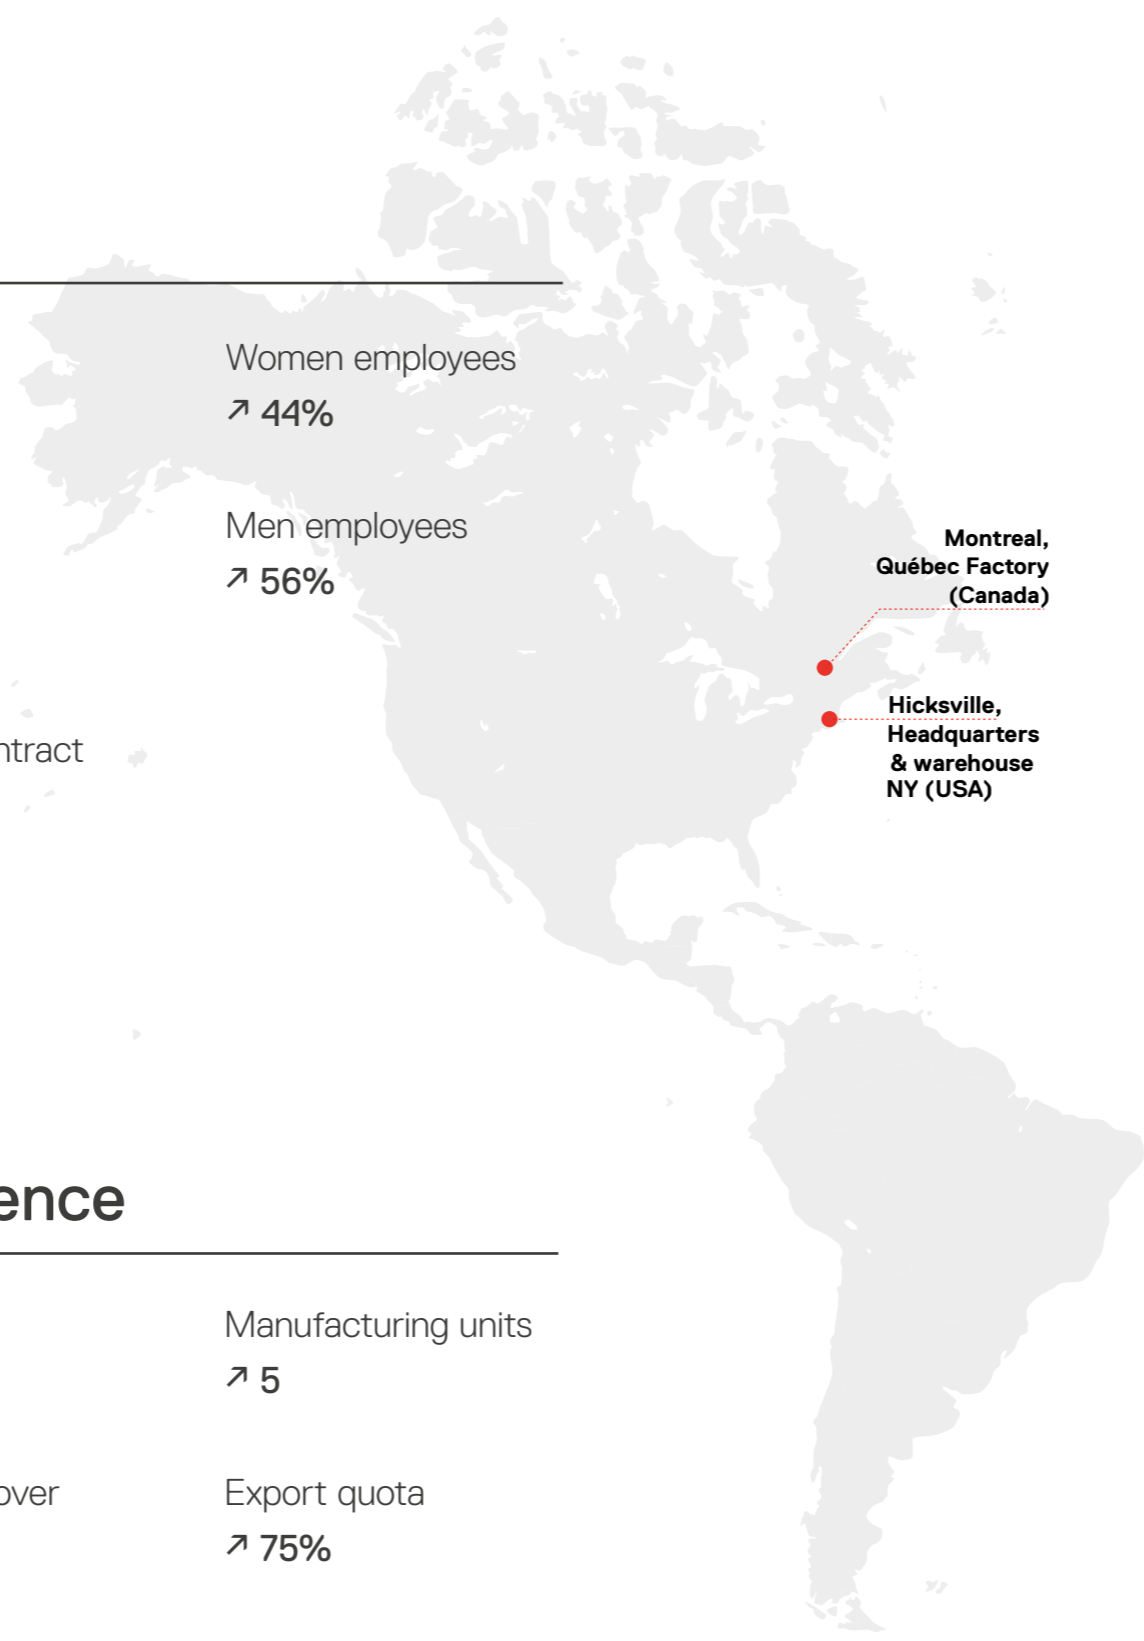 Women employees
↗ 44%
Men employees
↗ 56%
Montreal,
Québec Factory
(Canada)
Hicksville,
Headquarters
& warehouse
NY (USA)
ntract
ence
Manufacturing units
↗ 5
over
Export quota
↗ 75%